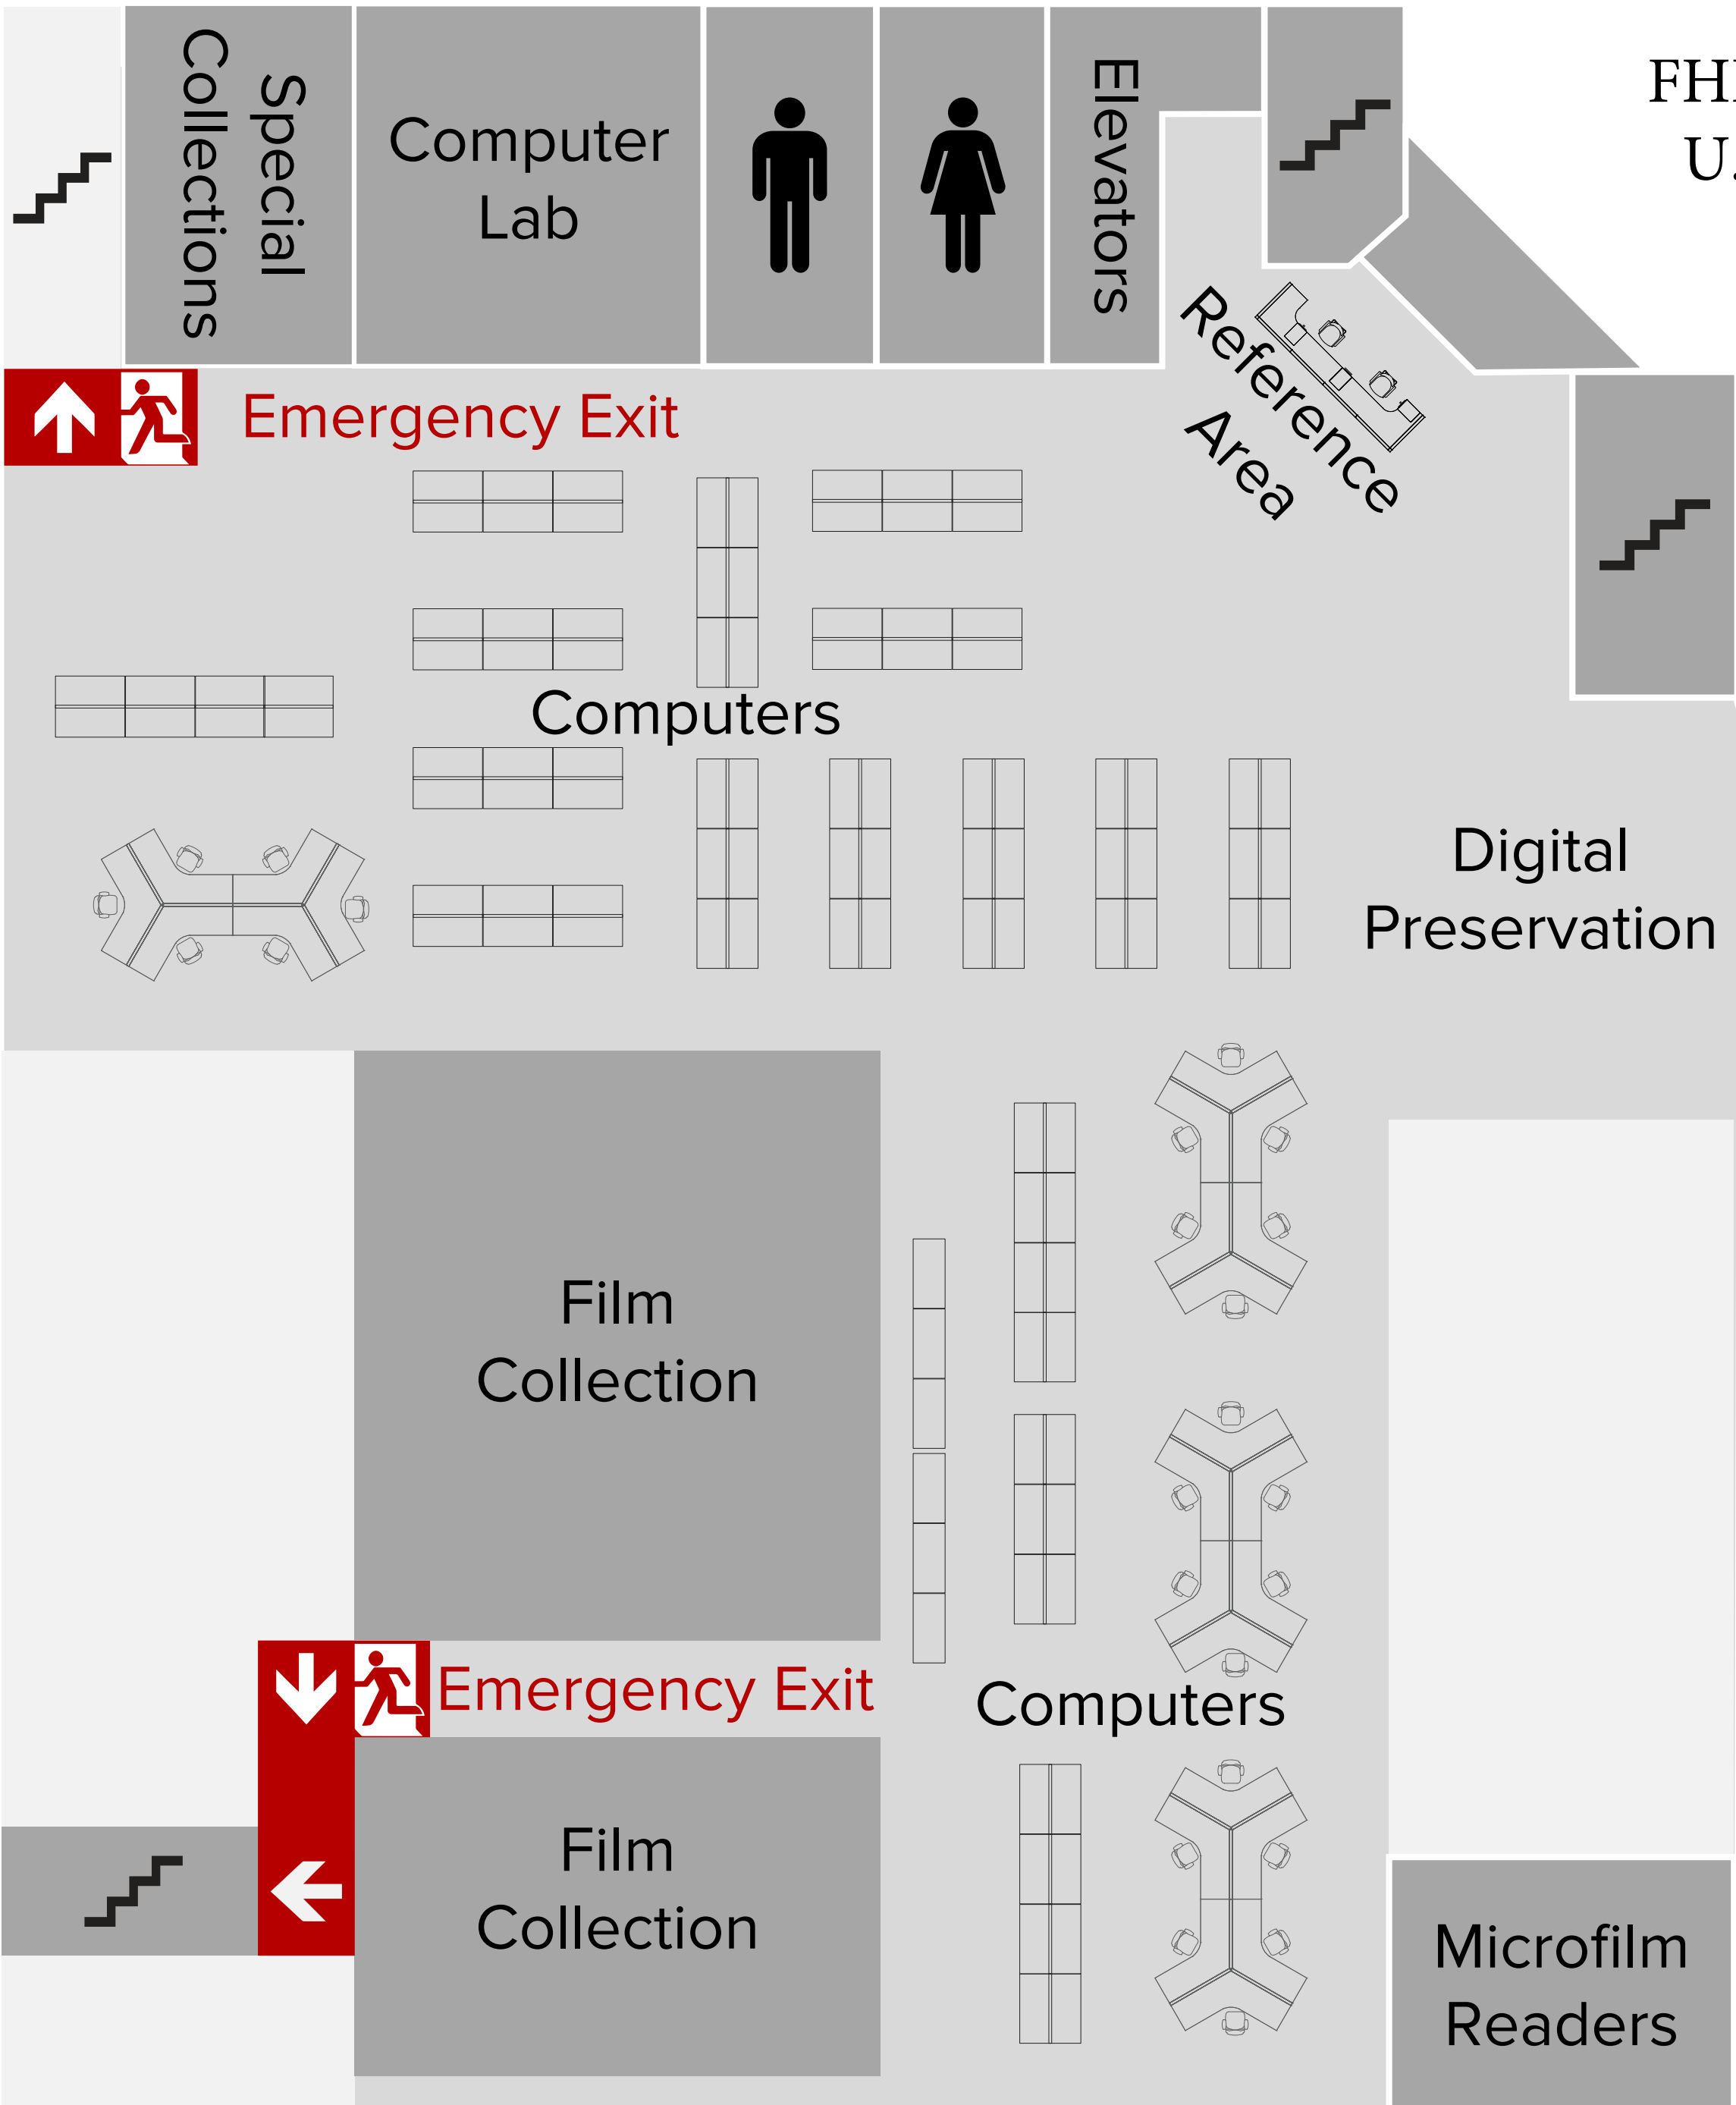 FH
U.
Special
Collections
Computer
Lab
Elevators
Reference
Area
Emergency Exit
Computers
Digital
Preservation
Film
Collection
Emergency Exit
Computers
Film
Collection
Microfilm
Readers